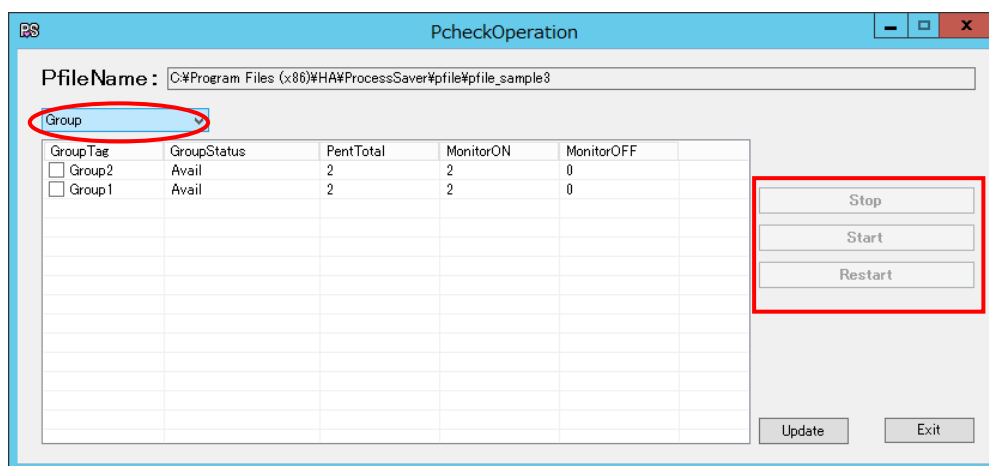 PS
PcheckOperation
PfileName: C:¥Program Files (x86)¥HA¥ProcessSaver¥pfile¥pfile_sample3
Group
GroupTag GroupStatus PentTotal MonitorON MonitorOFF
Group2 Avail 2 2 0
Group1 Avail 2 2 0
Stop
Start
Restart
Update Exit